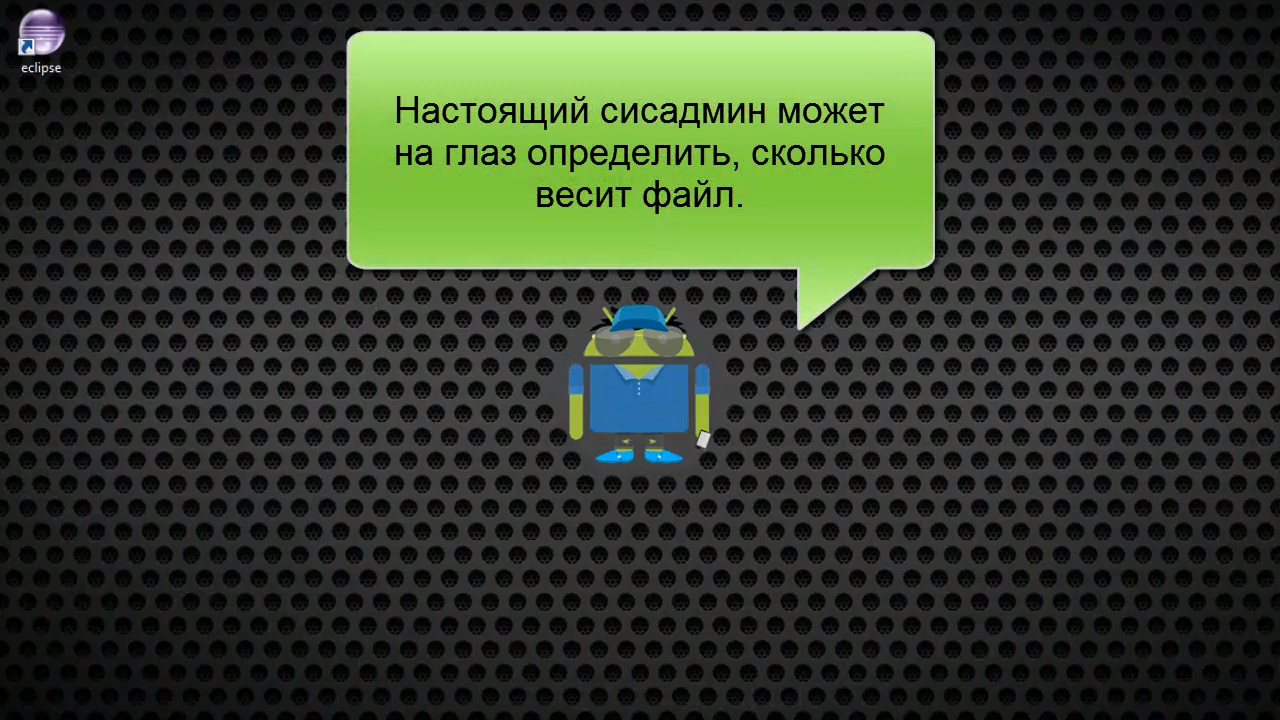 eclipse
Настоящий сисадмин может
на глаз определить, сколько
весит файл.